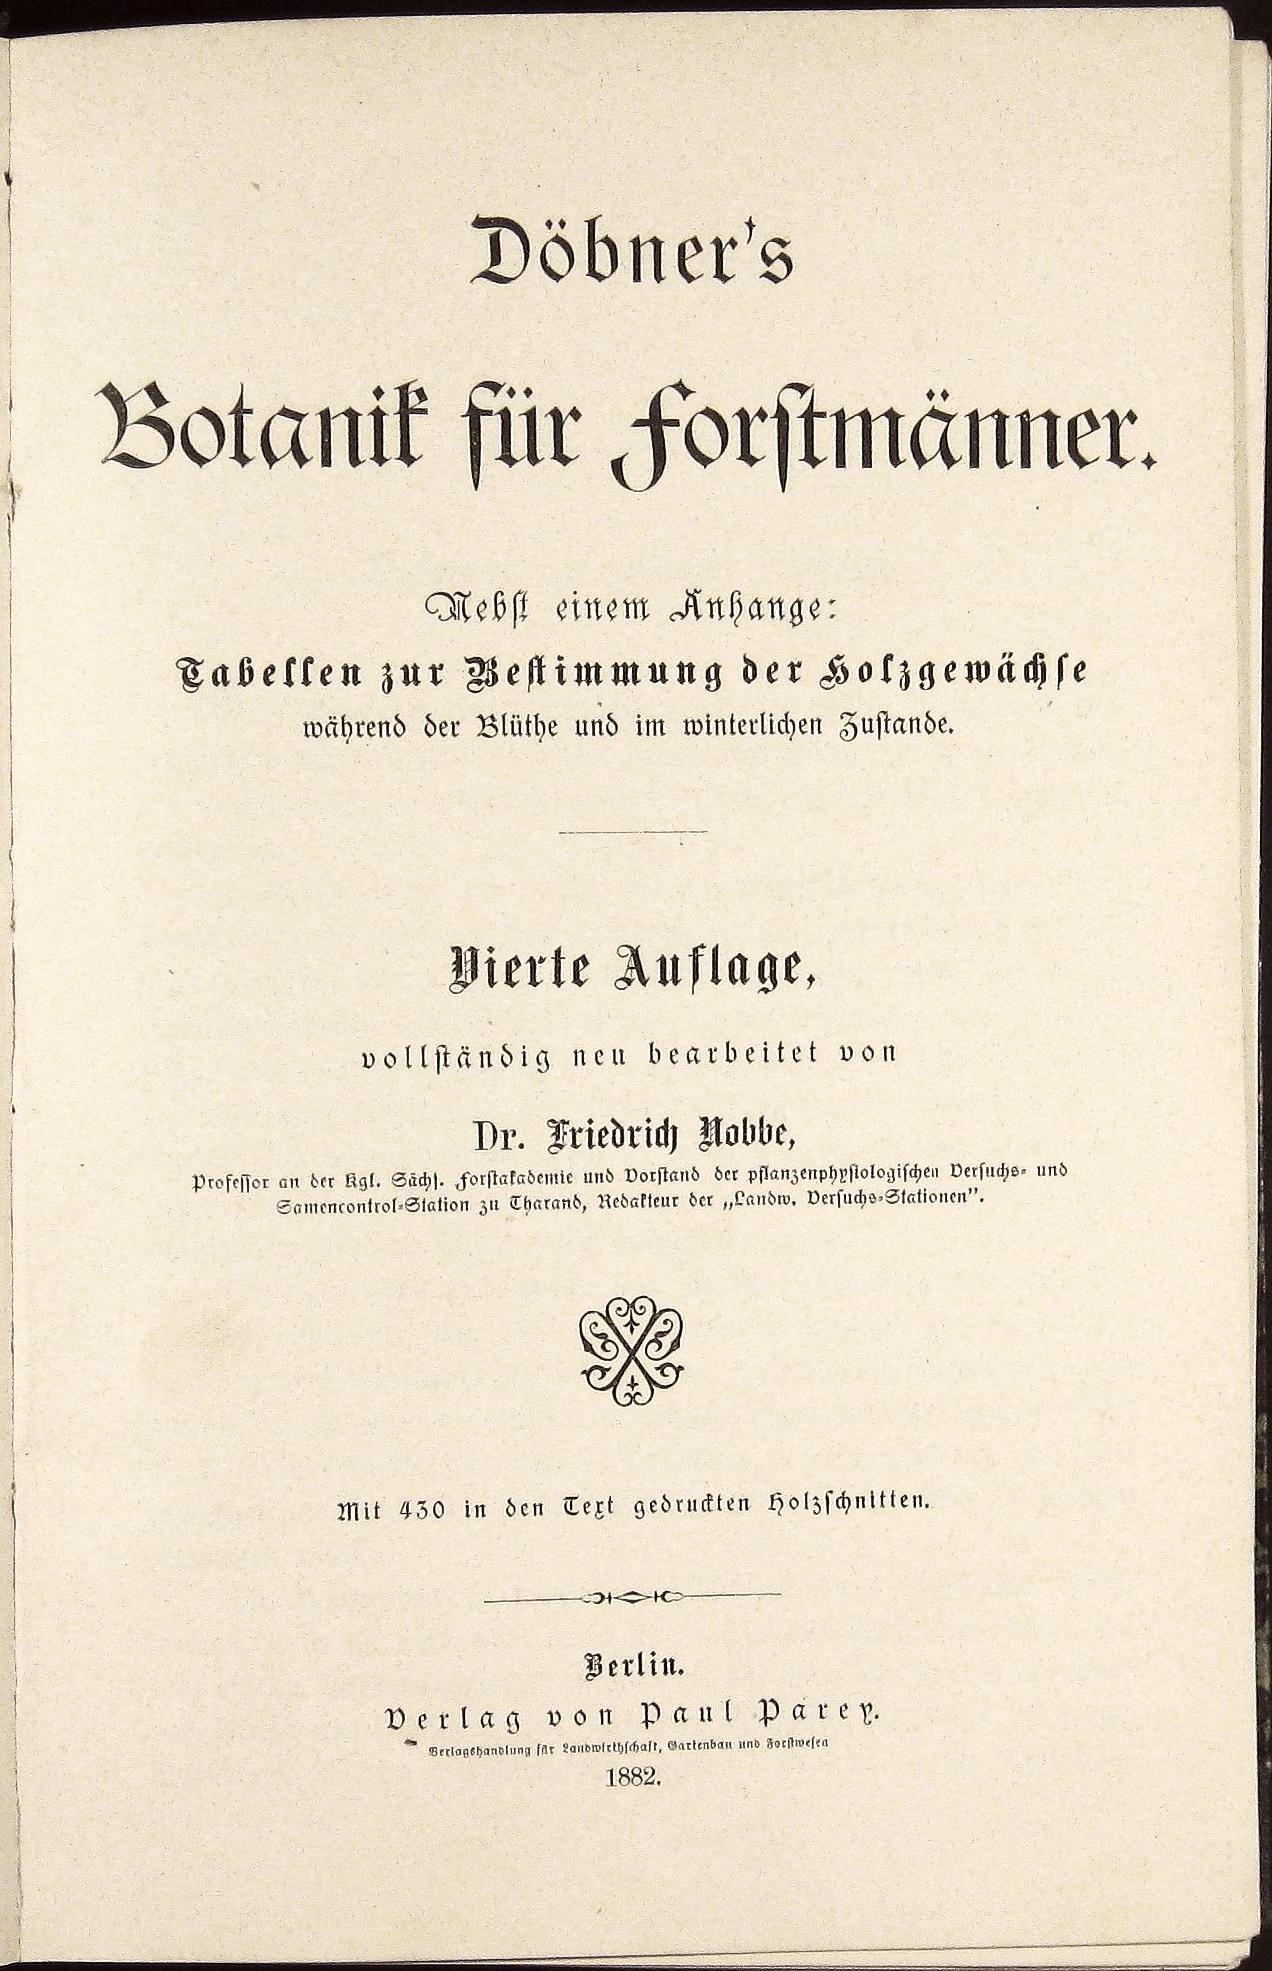 Döbner's
Botanik für Forstmänner.
Nebst einem Anhange:
Tabellen zur Bestimmung der Holzgewächse
während der Blüthe und im winterlichen Zustande.
Vierte Auflage,
vollständig neu bearbeitet von
Dr. Friedrich Nobbe,
Professor an der Kgl. Sächs. Forstakademie und Vorstand der pflanzenphysiologischen Versuchs- und
Samencontrol-Station zu Tharand, Redakteur der „Landw. Versuchs-Stationen”.
Mit 430 in den Text gedruckten Holzschnitten.
Berlin.
Verlag von Paul Parey.
Verlagshandlung für Landwirthschaft, Gartenbau und Forstwesen
1882.